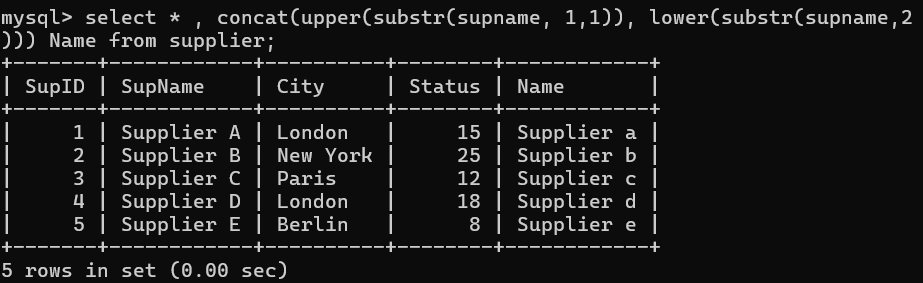 mysql> select * , concat(upper(substr(supname, 1,1)), lower(substr(supname,2
))) Name from supplier;
+-------+------------+----------+--------+------------+
| SupID | SupName    | City     | Status | Name       |
+-------+------------+----------+--------+------------+
|     1 | Supplier A | London   |     15 | Supplier a |
|     2 | Supplier B | New York |     25 | Supplier b |
|     3 | Supplier C | Paris    |     12 | Supplier c |
|     4 | Supplier D | London   |     18 | Supplier d |
|     5 | Supplier E | Berlin   |      8 | Supplier e |
+-------+------------+----------+--------+------------+
5 rows in set (0.00 sec)